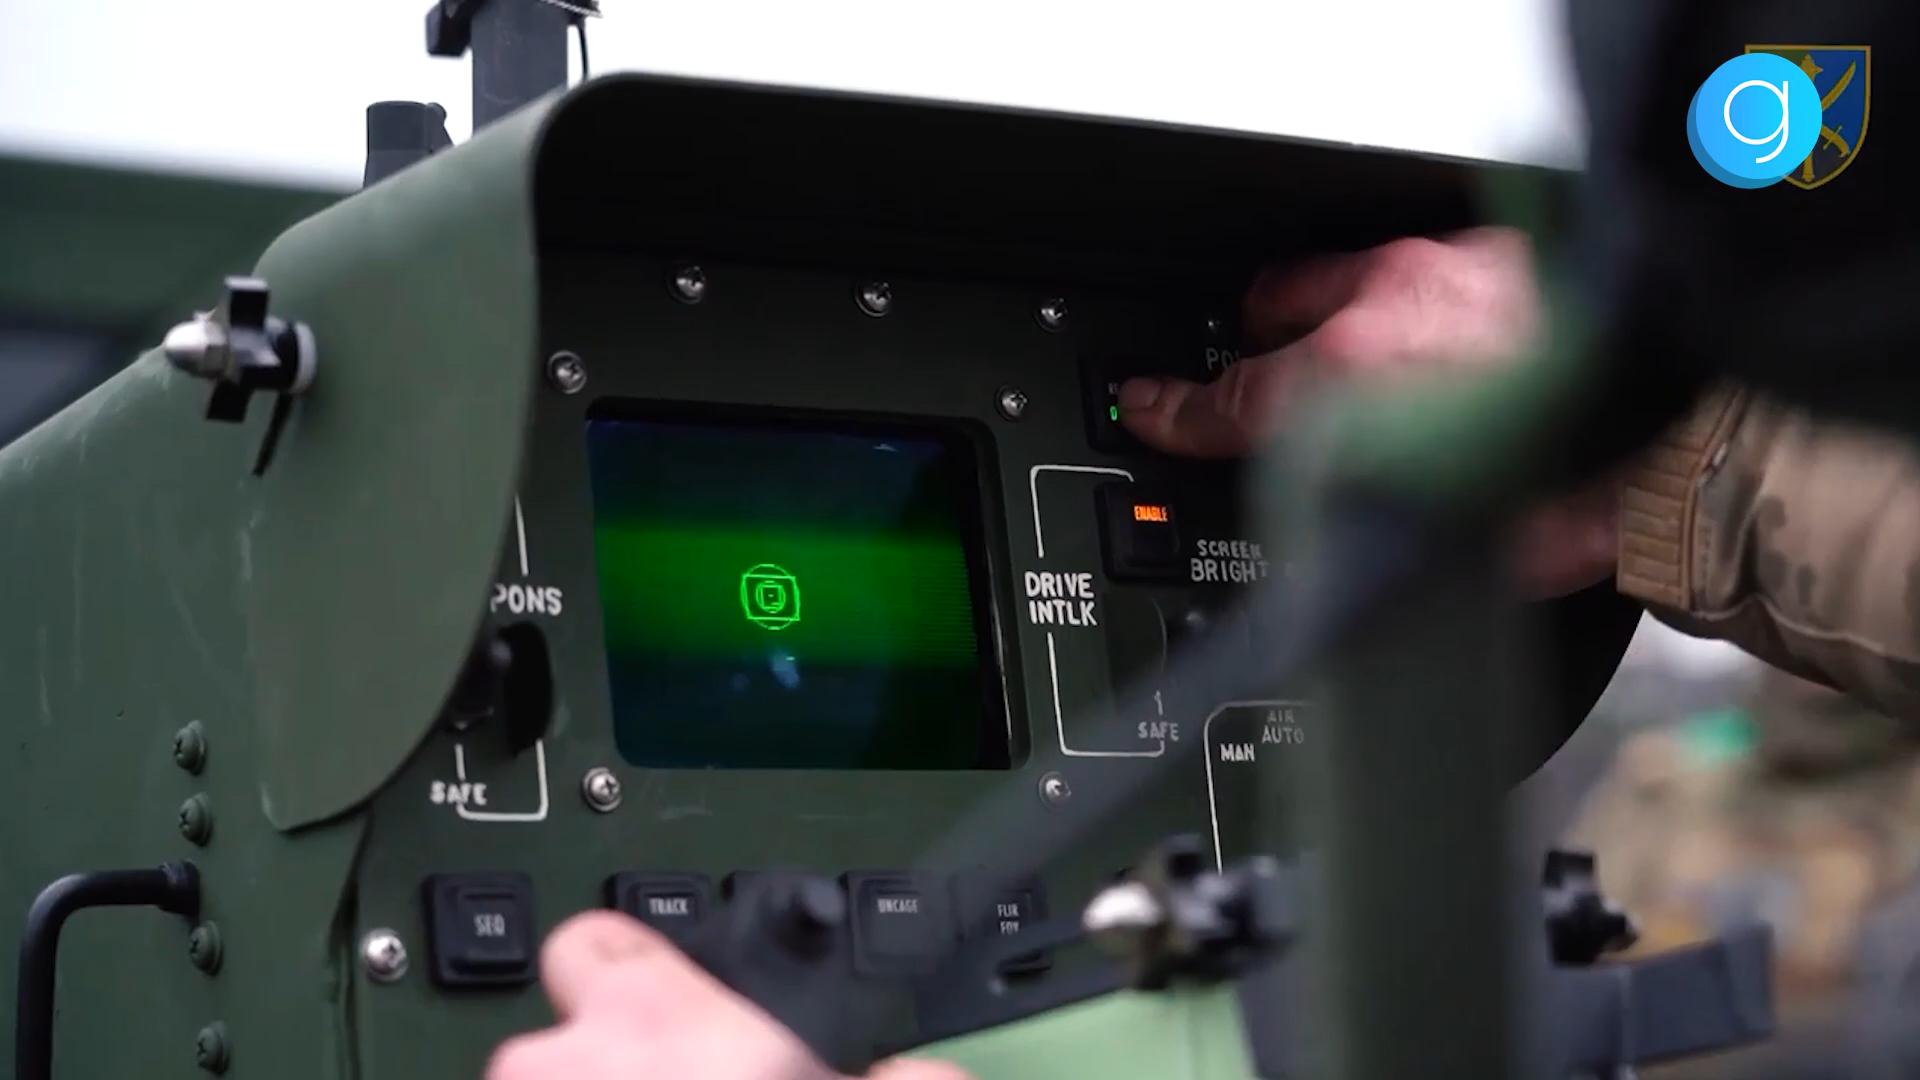 g
ENABLE
SCREEN
BRIGHT
PONS
DRIVE
INTLK
SAFE
AIR
AUTO
MAN
SAFE
SEQ
TRACK
UNCAGE
FLIR
FOV